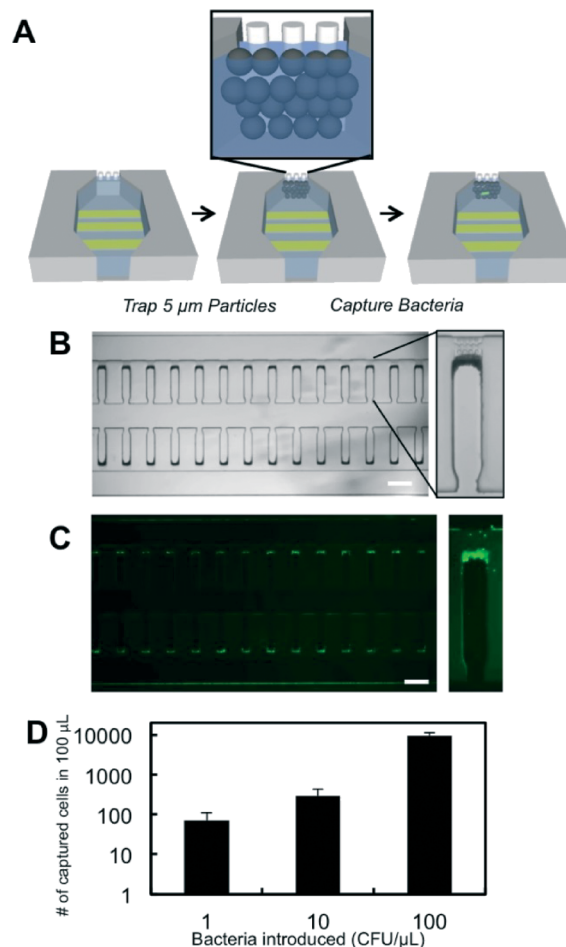 A
Trap 5 µm Particles
Capture Bacteria
B
C
D
# of captured cells in 100 µL
10000
1000
100
10
1
1 10 100
Bacteria introduced (CFU/µL)